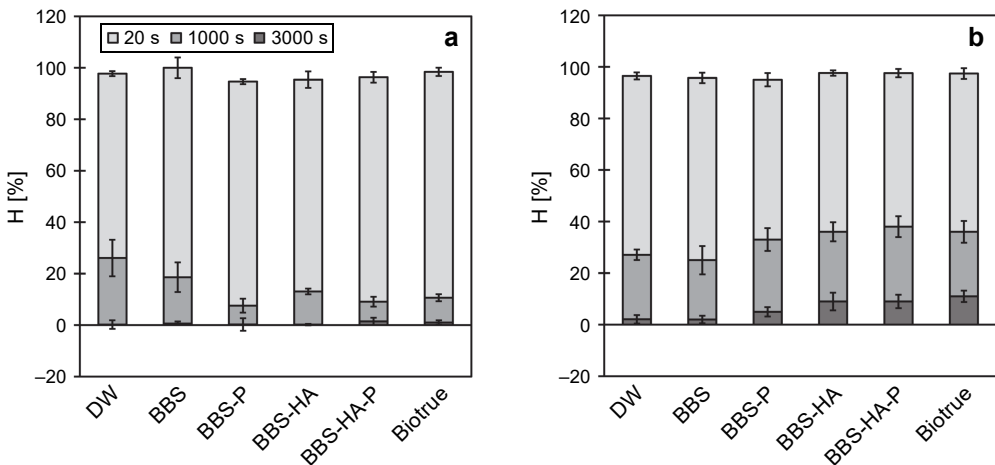 120
100
80
60
40
20
0
–20
H [%]
20 s 1000 s 3000 s
a
DW
BBS
BBS-P
BBS-HA
BBS-HA-P
Biotrue
120
100
80
60
40
20
0
–20
H [%]
b
DW
BBS
BBS-P
BBS-HA
BBS-HA-P
Biotrue